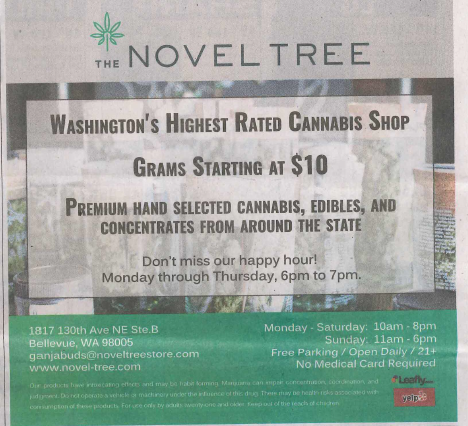 THE NOVEL TREE
WASHINGTON'S HIGHEST RATED CANNABIS SHOP
GRAMS STARTING AT $10
PREMIUM HAND SELECTED CANNABIS, EDIBLES, AND
CONCENTRATES FROM AROUND THE STATE
Don't miss our happy hour!
Monday through Thursday, 6pm to 7pm.
1817 130th Ave NE Ste.B
Bellevue, WA 98005
ganjabuds@noveltreestore.com
www.novel-tree.com
Monday - Saturday: 10am - 8pm
Sunday: 11am - 6pm
Free Parking / Open Daily / 21+
No Medical Card Required
Our products have intoxicating effects and may be habit forming. Marijuana can impair concentration, coordination, and
judgment. Do not operate a vehicle or machinery under the influence of this drug. There may be health risks associated with
consumption of these products. For use only by adults twenty-one and older. Keep out of the reach of children.
Leafly
yelp